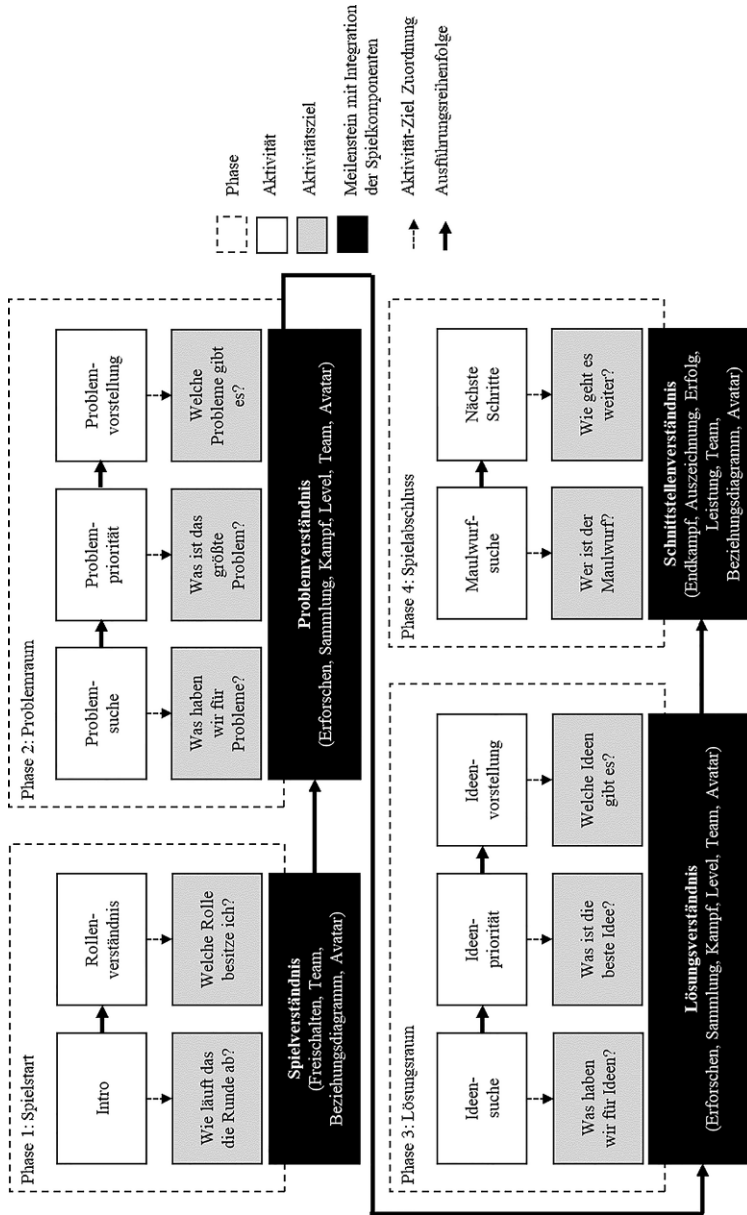 Phase 1: Spielstart
Intro
Rollen-
verständnis
Wie läuft das
die Runde ab?
Welche Rolle
besitze ich?
Spielverständnis
(Freischalten, Team,
Beziehungsdiagramm, Avatar)
Phase 2: Problemraum
Problem-
suche
Problem-
priorität
Problem-
vorstellung
Was haben
wir für
Probleme?
Was ist das
größte
Problem?
Welche
Probleme gibt
es?
Problemverständnis
(Erforschen, Sammlung, Kampf, Level, Team, Avatar)
Phase 3: Lösungsraum
Ideen-
suche
Ideen-
priorität
Ideen-
vorstellung
Was haben
wir für Ideen?
Was ist die
beste Idee?
Welche Ideen
gibt es?
Lösungsverständnis
(Erforschen, Sammlung, Kampf, Level, Team, Avatar)
Phase 4: Spielabschluss
Maulwurf-
suche
Nächste
Schritte
Wer ist der
Maulwurf?
Wie geht es
weiter?
Schnittstellenverständnis
(Endkampf, Auszeichnung, Erfolg,
Leistung, Team,
Beziehungsdiagramm, Avatar)
Phase
Aktivität
Aktivitätsziel
Meilenstein mit Integration
der Spielkomponenten
Aktivität-Ziel Zuordnung
Ausführungsreihenfolge